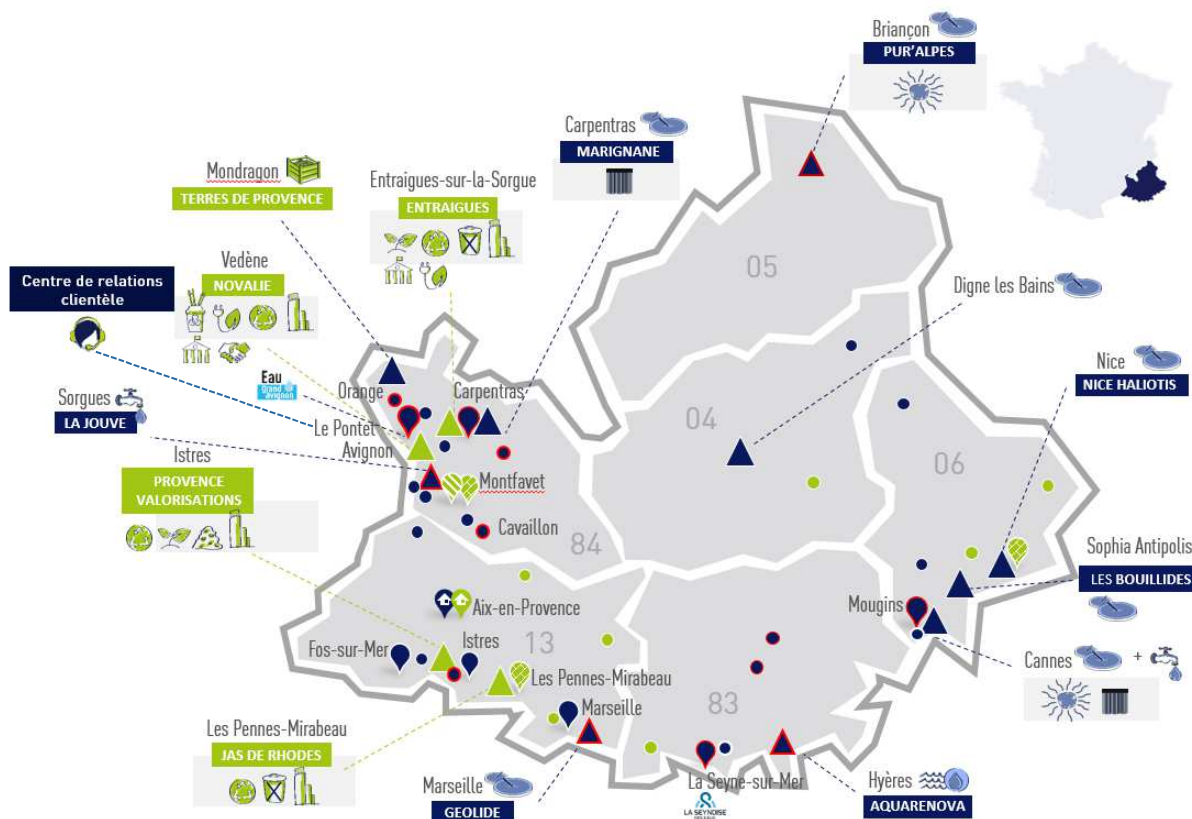 Briançon
PUR'ALPES
Carpentras
MARIGNANE
Mondragon
TERRES DE PROVENCE
Entraigues-sur-la-Sorgue
ENTRAIGUES
Vedène
NOVALIE
Centre de relations
clientèle
Eau
Grand
avignon
Sorgues
LA JOUVE
Istres
PROVENCE
VALORISATIONS
Les Pennes-Mirabeau
JAS DE RHODES
Marseille
GEOLIDE
Hyères
AQUARENOVA
Cannes
+
Sophia Antipolis
LES BOUILLIDES
Nice
NICE HALIOTIS
Digne les Bains
05
04
06
84
13
83
Orange
Carpentras
Le Pontet-
Avignon
Montfavet
Cavaillon
Aix-en-Provence
Istres
Fos-sur-Mer
Les Pennes-Mirabeau
Marseille
La Seyne-sur-Mer
LA SEYNOISE
Mougins